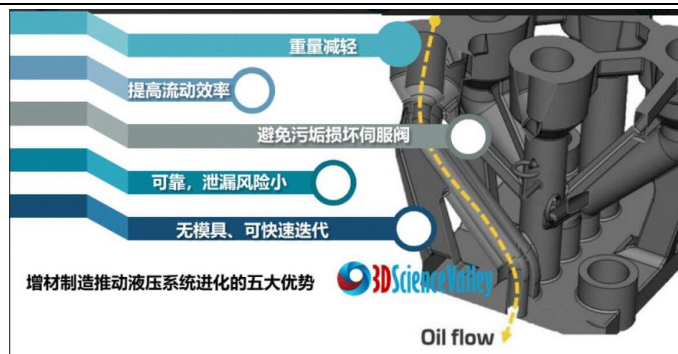 重量减轻
提高流动效率
避免污垢损坏伺服阀
可靠，泄漏风险小
无模具、可快速迭代
增材制造推动液压系统进化的五大优势
3DScienceValley
Oil flow